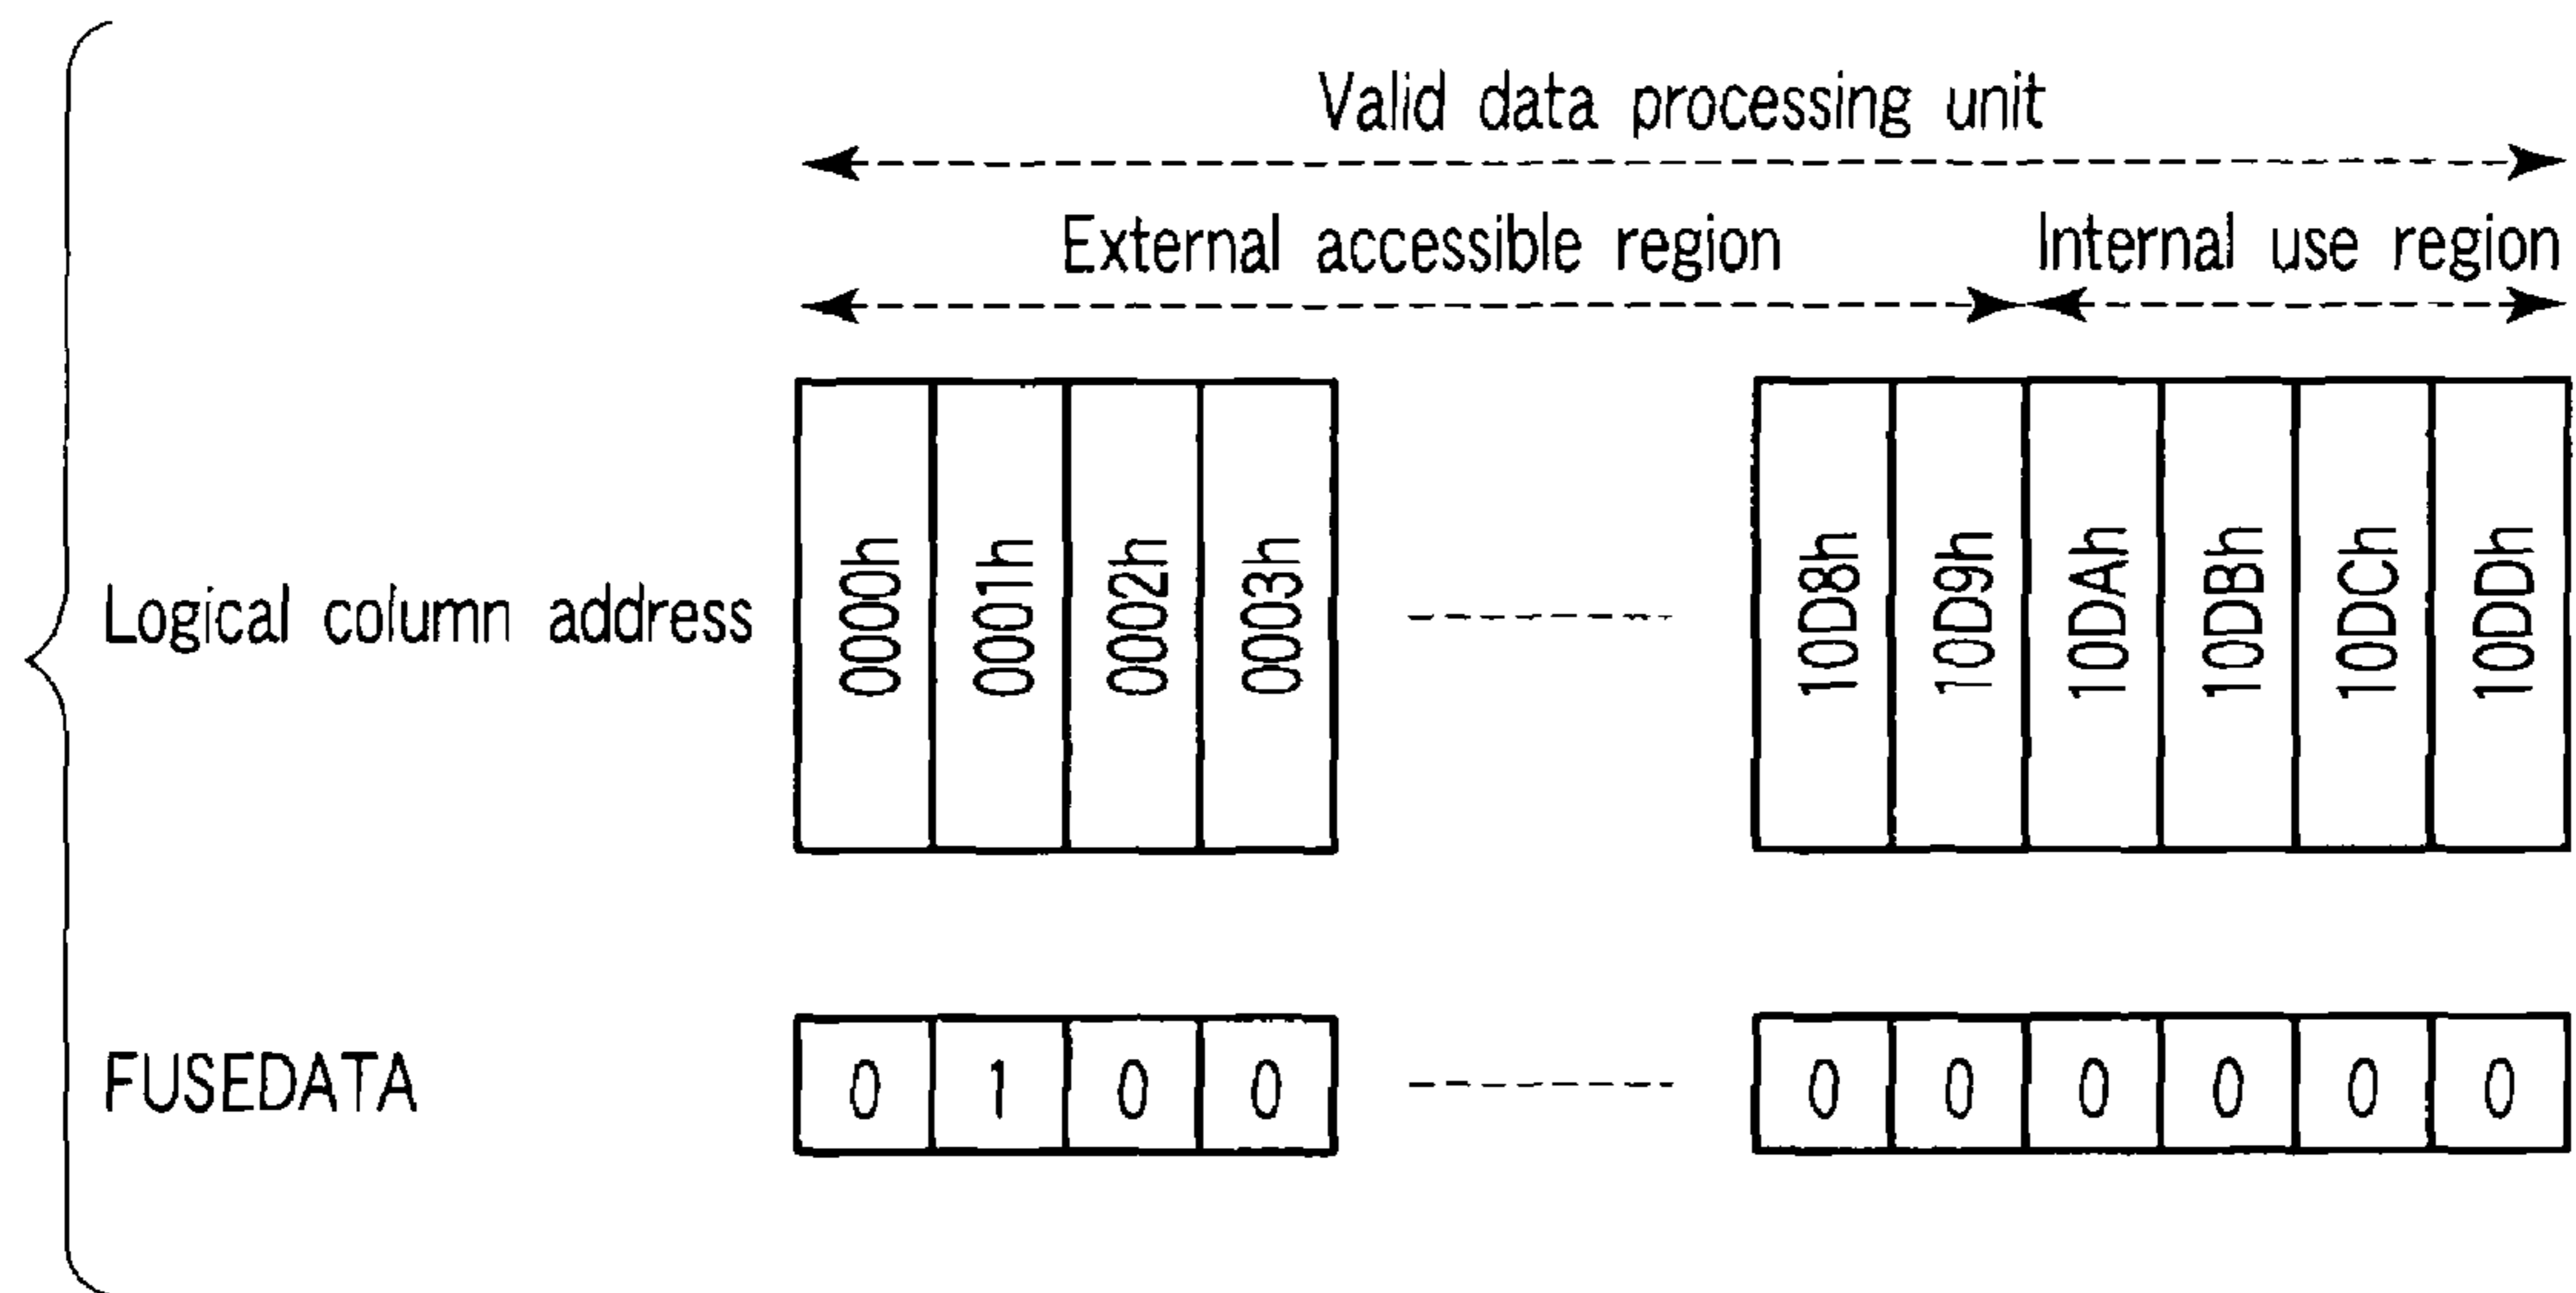 Valid data processing unit
External accessible region Internal use region
Logical column address 0000h 0001h 0002h 0003h 10D8h 10D9h 10DAh 10DBh 10DCh 10DDh
FUSEDATA 0 1 0 0 0 0 0 0 0 0